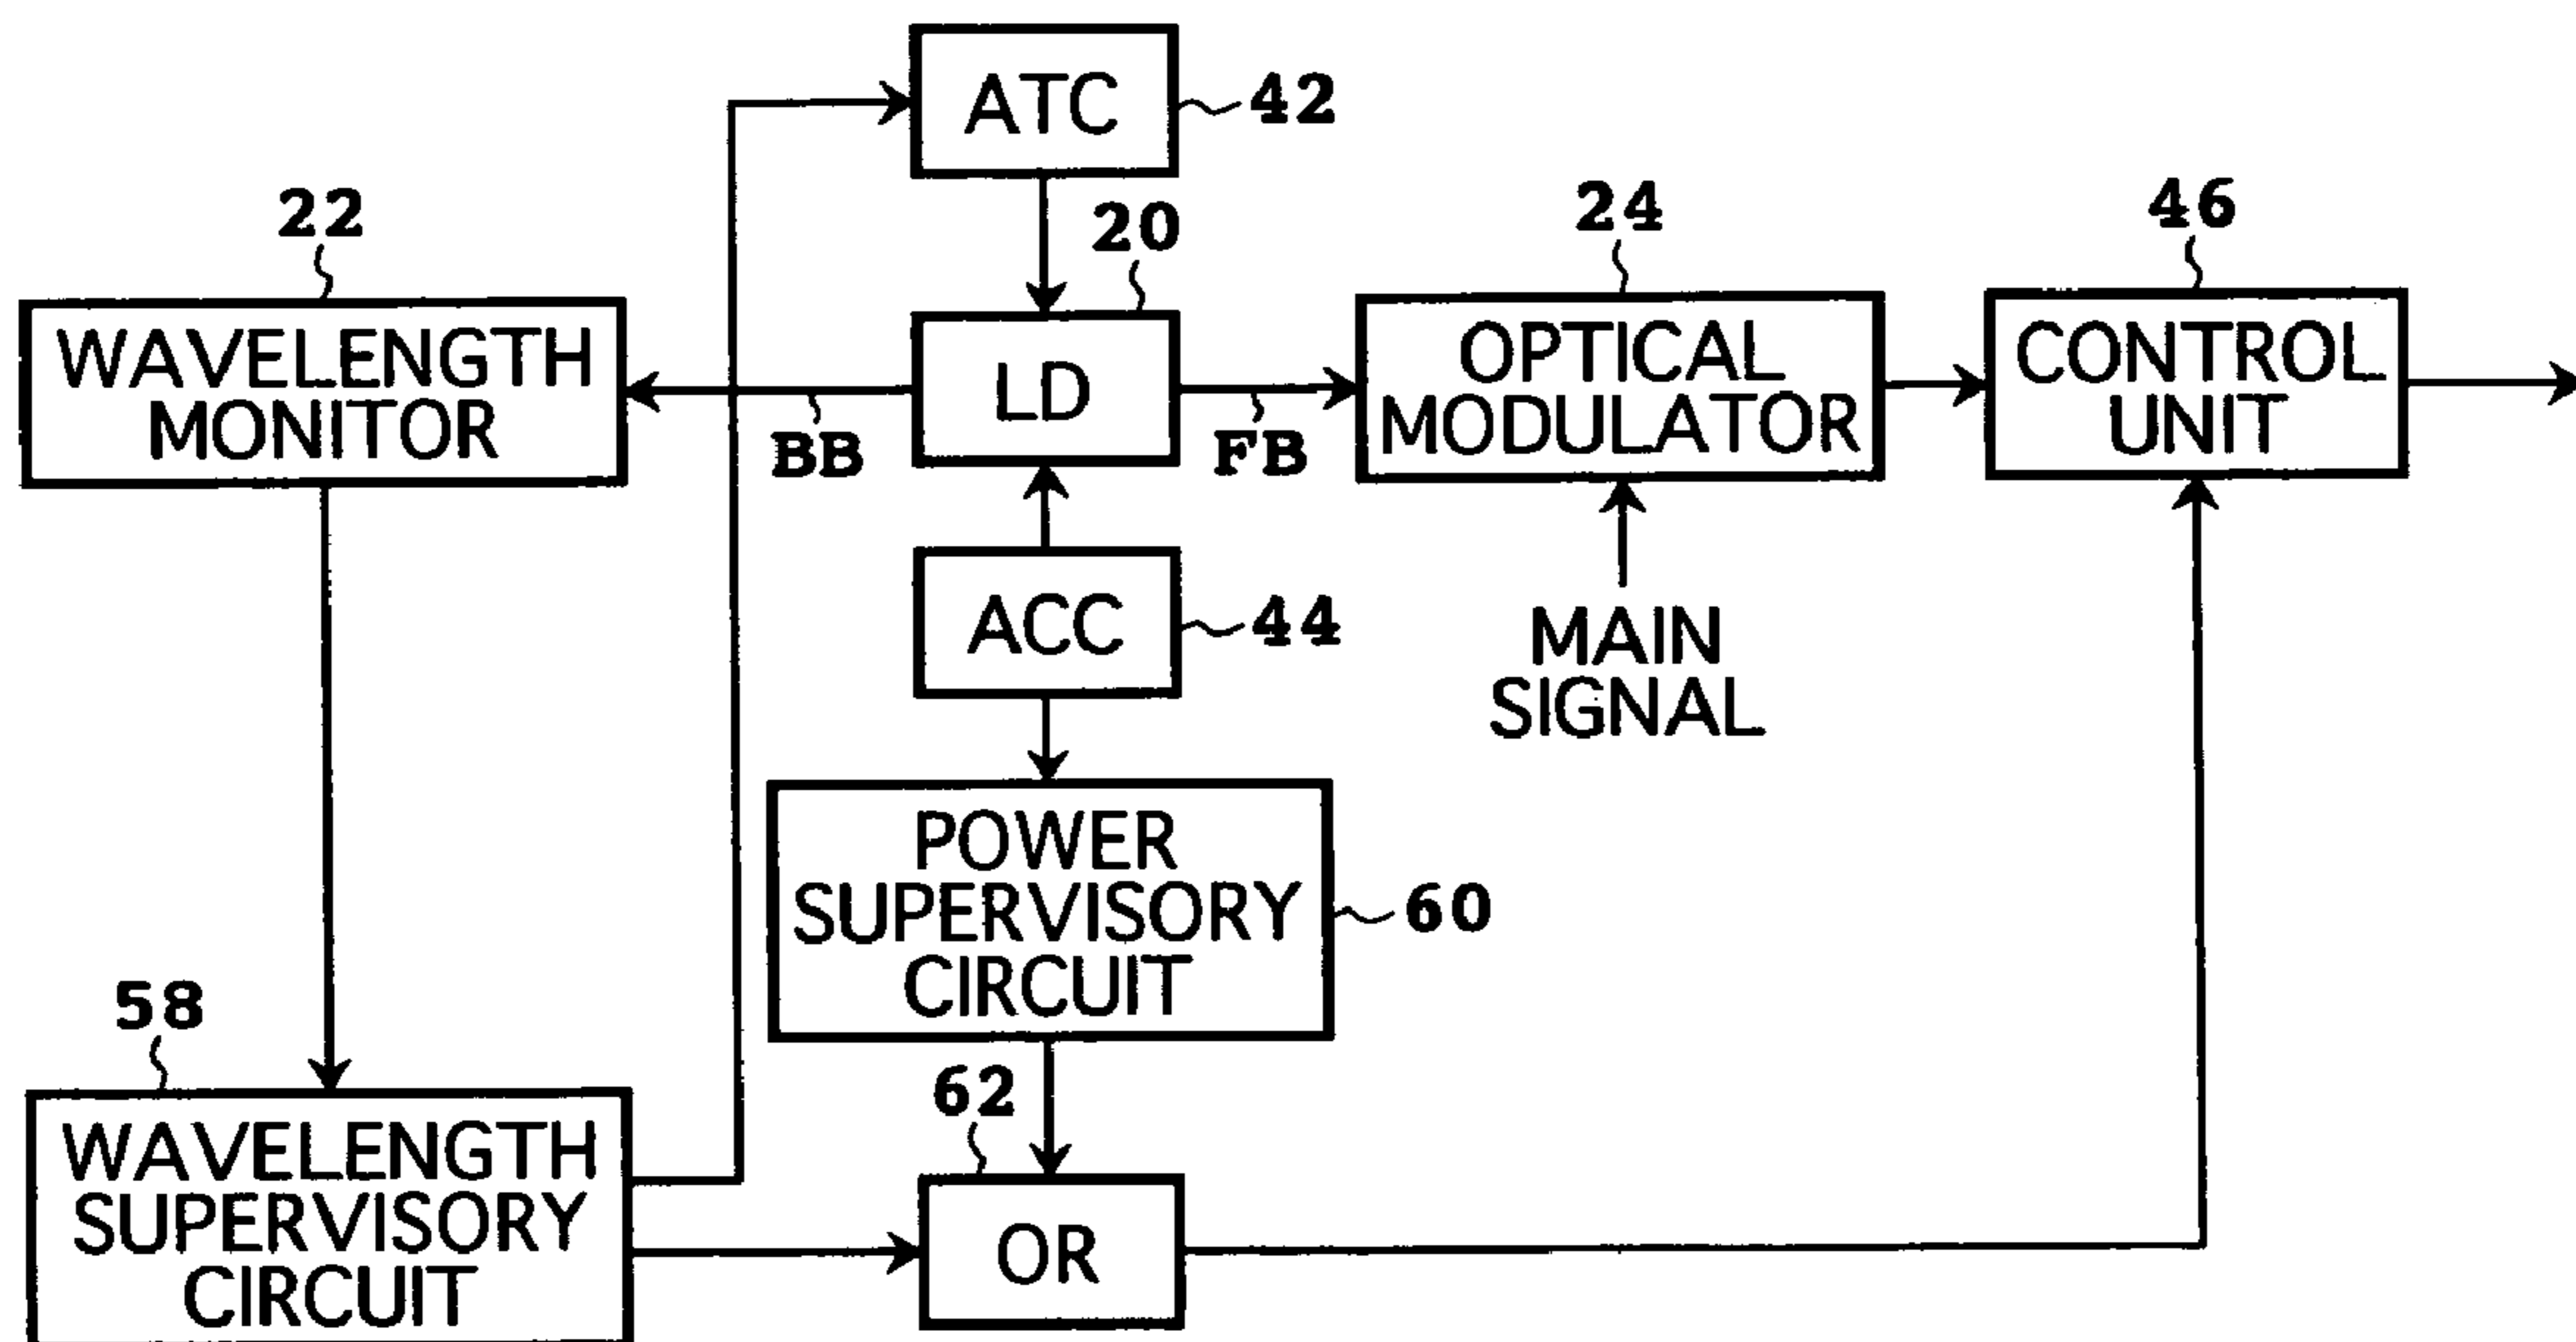 ATC
42
22
20
24
46
WAVELENGTH
MONITOR
LD
OPTICAL
MODULATOR
CONTROL
UNIT
BB
FB
ACC
44
MAIN
SIGNAL
POWER
SUPERVISORY
CIRCUIT
60
58
62
WAVELENGTH
SUPERVISORY
CIRCUIT
OR